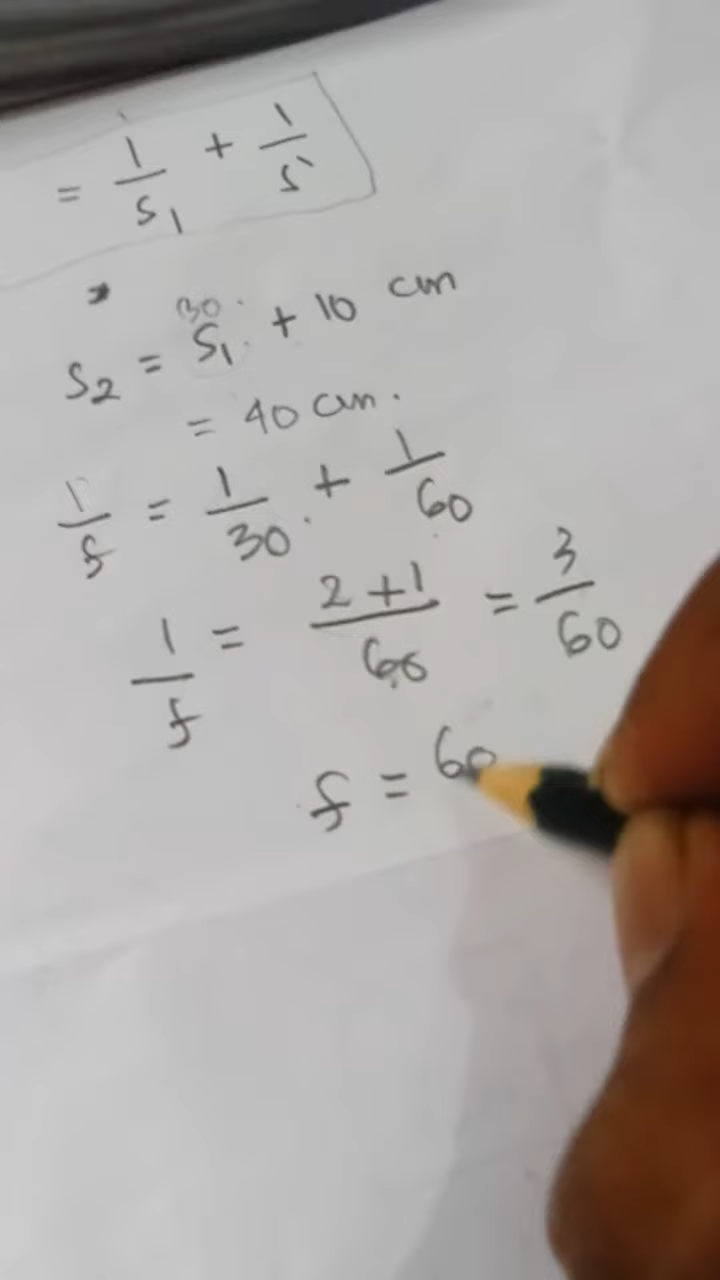 = 1/s₁ + 1/s'
30
S₂ = S₁ + 10 cm
= 40 cm.
1/f = 1/30 + 1/60
1/f = 2+1/60 = 3/60
f = 60